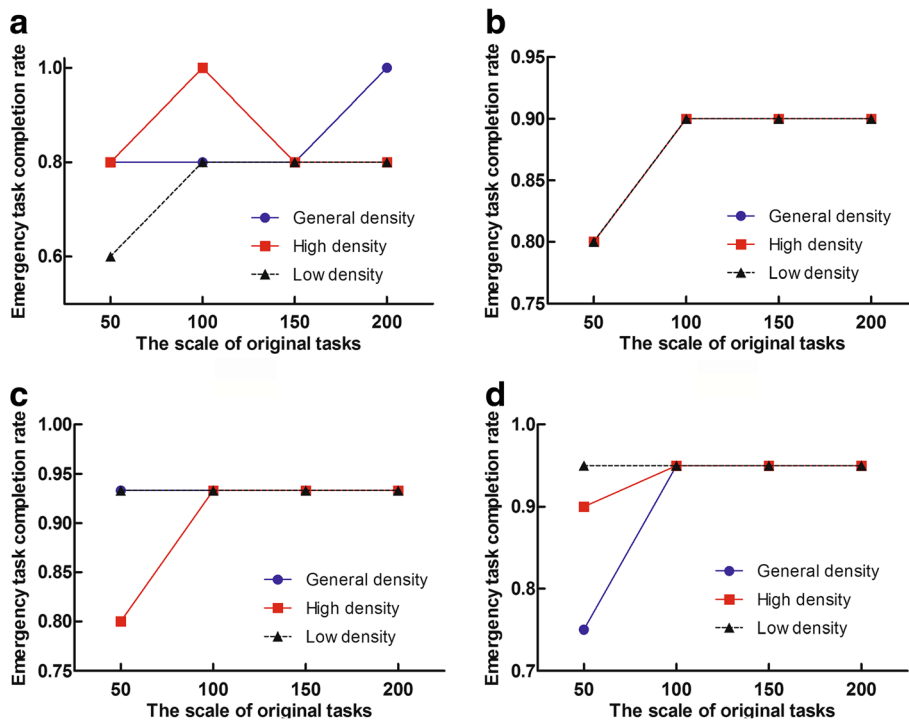 a
Emergency task completion rate
1.0
0.8
0.6
General density
High density
Low density
50 100 150 200
The scale of original tasks
b
Emergency task completion rate
0.95
0.90
0.85
0.80
0.75
General density
High density
Low density
50 100 150 200
The scale of original tasks
c
Emergency task completion rate
1.00
0.95
0.90
0.85
0.80
0.75
General density
High density
Low density
50 100 150 200
The scale of original tasks
d
Emergency task completion rate
1.0
0.9
0.8
0.7
General density
High density
Low density
50 100 150 200
The scale of original tasks